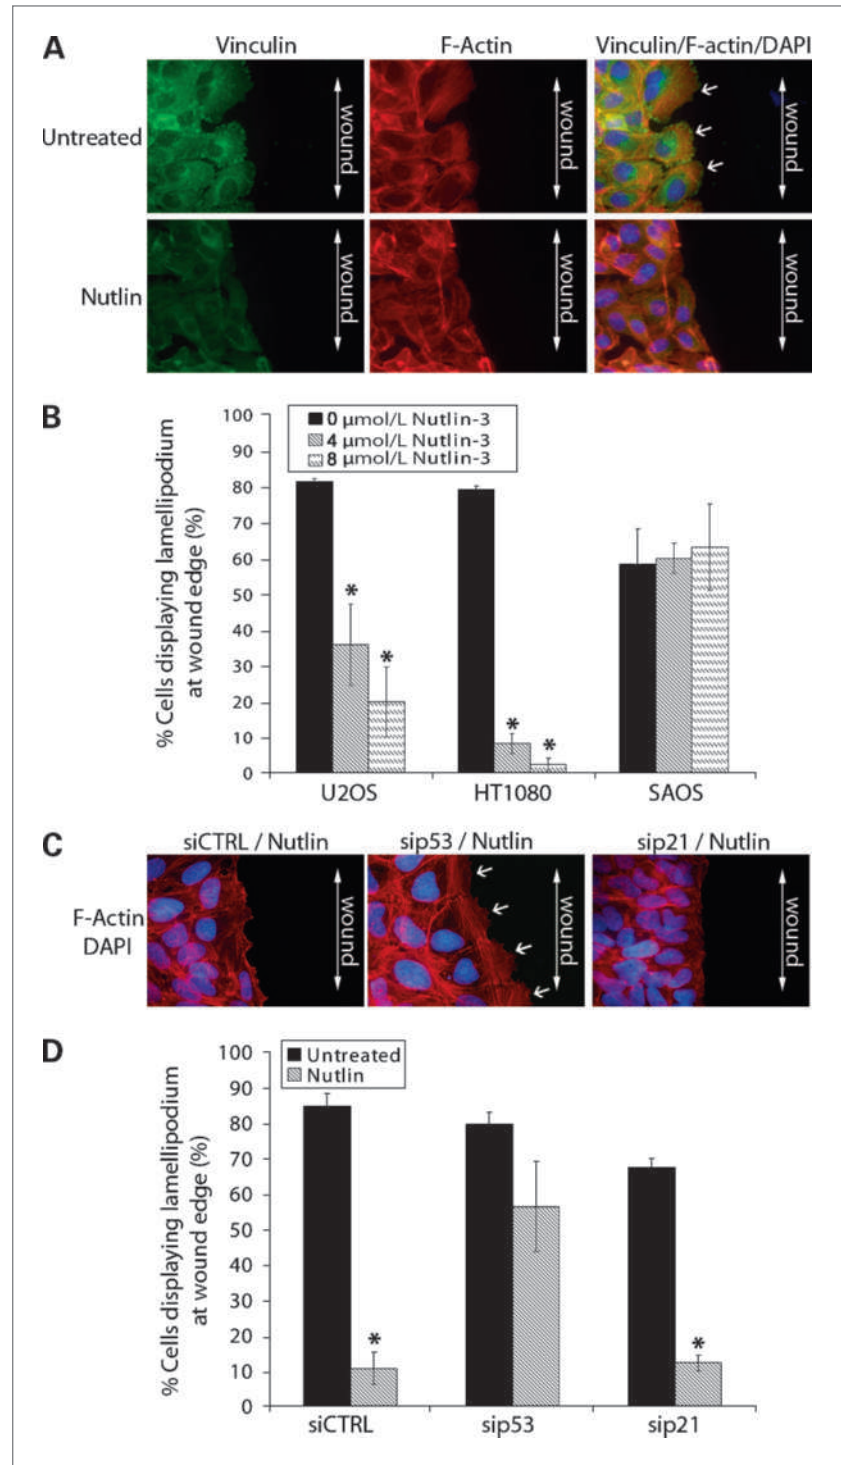 A
Vinculin
F-Actin
Vinculin/F-actin/DAPI
Untreated
wound
wound
wound
Nutlin
wound
wound
wound
B
% Cells displaying lamellipodium
at wound edge (%)
100
90
80
70
60
50
40
30
20
10
0
0 µmol/L Nutlin-3
4 µmol/L Nutlin-3
8 µmol/L Nutlin-3
*
*
*
*
U2OS
HT1080
SAOS
C
siCTRL / Nutlin
sip53 / Nutlin
sip21 / Nutlin
F-Actin
DAPI
wound
wound
wound
D
% Cells displaying lamellipodium
at wound edge (%)
100
90
80
70
60
50
40
30
20
10
0
Untreated
Nutlin
*
*
siCTRL
sip53
sip21